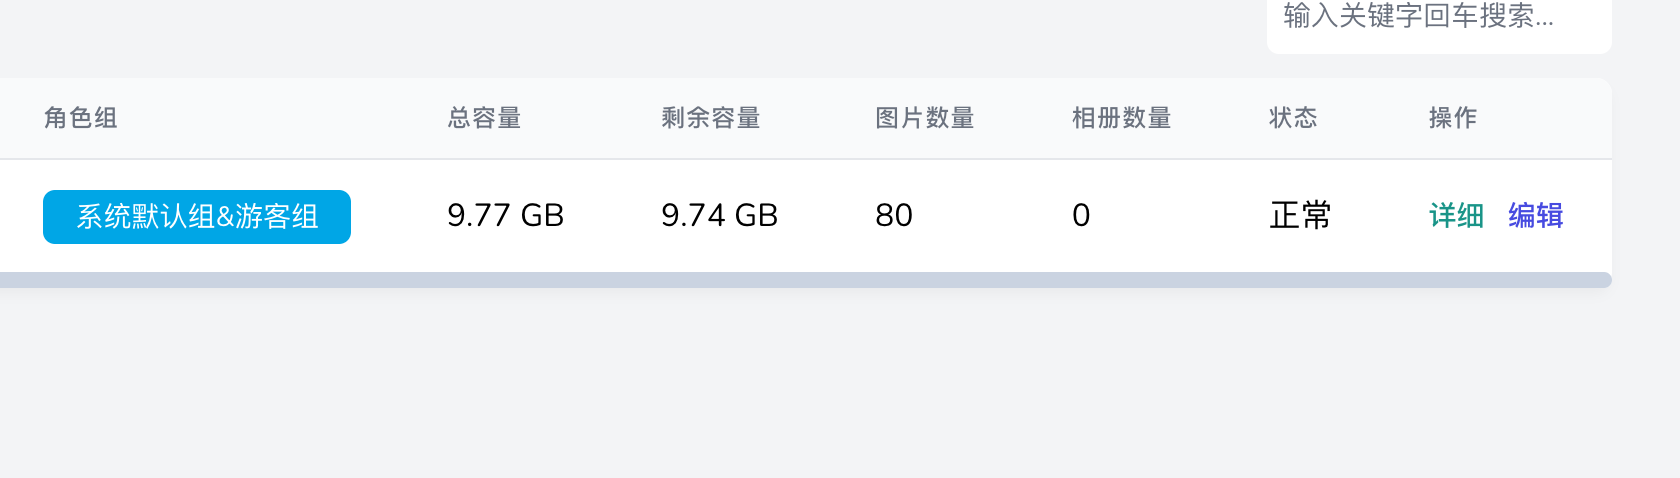 输入关键字回车搜索...
角色组 总容量 剩余容量 图片数量 相册数量 状态 操作
系统默认组&游客组 9.77 GB 9.74 GB 80 0 正常 详细 编辑